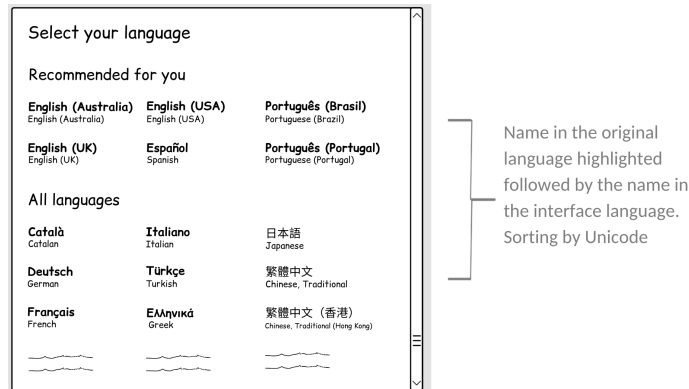 Select your language
Recommended for you
English (Australia) English (USA) Português (Brasil)
English (Australia) English (USA) Portuguese (Brazil)
English (UK) Español Português (Portugal)
English (UK) Spanish Portuguese (Portugal)
All languages
Català Italiano 日本語
Catalan Italian Japanese
Deutsch Türkçe 繁體中文
German Turkish Chinese, Traditional
Français Ελληνικά 繁體中文（香港）
French Greek Chinese, Traditional (Hong Kong)
Name in the original
language highlighted
followed by the name in
the interface language.
Sorting by Unicode